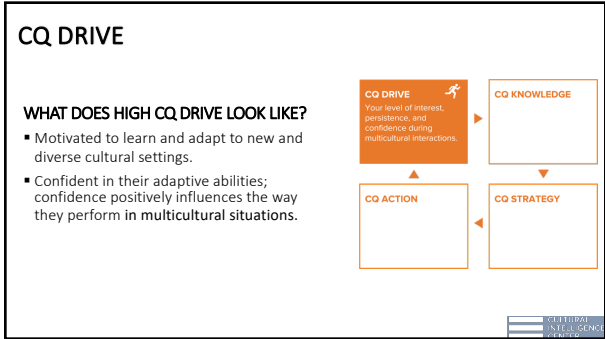 CQ DRIVE
WHAT DOES HIGH CQ DRIVE LOOK LIKE?
▪ Motivated to learn and adapt to new and
diverse cultural settings.
▪ Confident in their adaptive abilities;
confidence positively influences the way
they perform in multicultural situations.
CQ DRIVE
Your level of interest,
persistence, and
confidence during
multicultural interactions.
CQ KNOWLEDGE
CQ ACTION
CQ STRATEGY
CULTURAL
INTELLIGENCE
CENTER